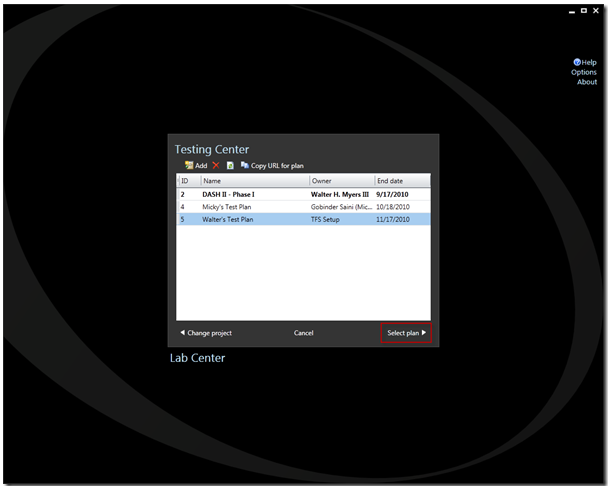 Help
Options
About
Testing Center
Add Copy URL for plan
ID Name Owner End date
2 DASH II - Phase I Walter H. Myers III 9/17/2010
4 Micky's Test Plan Gobinder Saini (Mic... 10/18/2010
5 Walter's Test Plan TFS Setup 11/17/2010
Change project Cancel Select plan
Lab Center